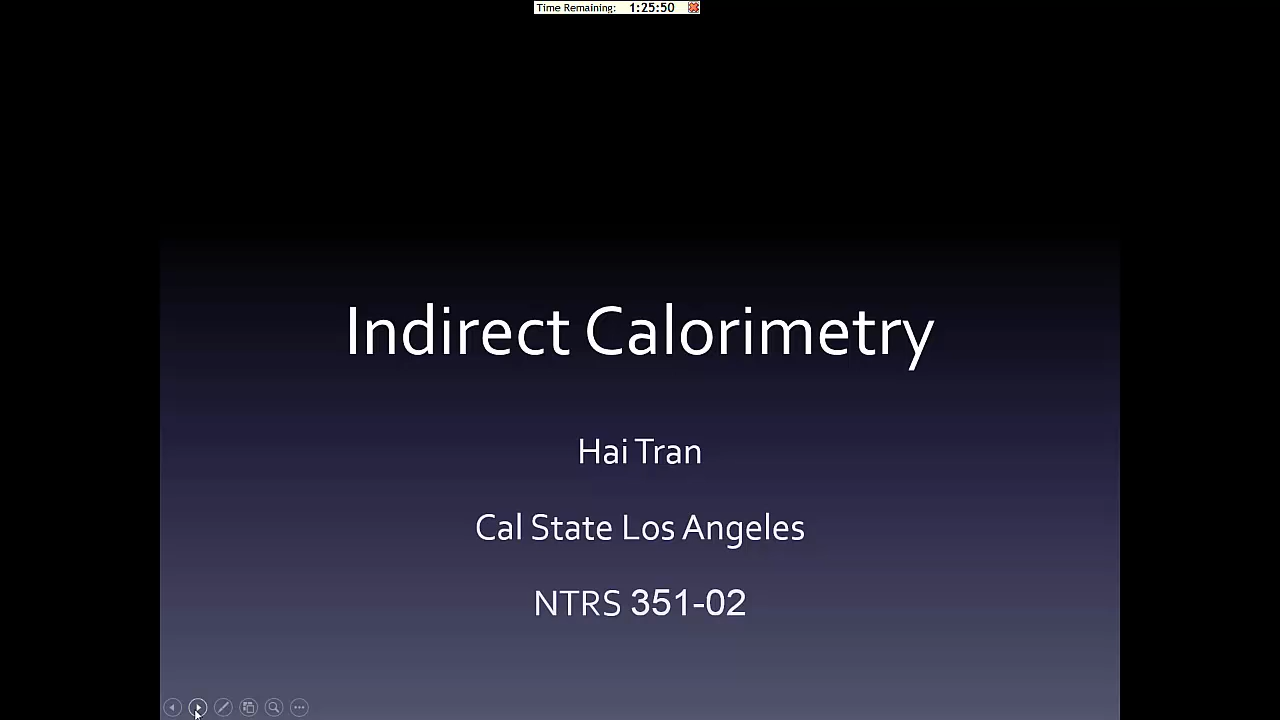 Time Remaining: 1:25:50
Indirect Calorimetry
Hai Tran
Cal State Los Angeles
NTRS 351-02